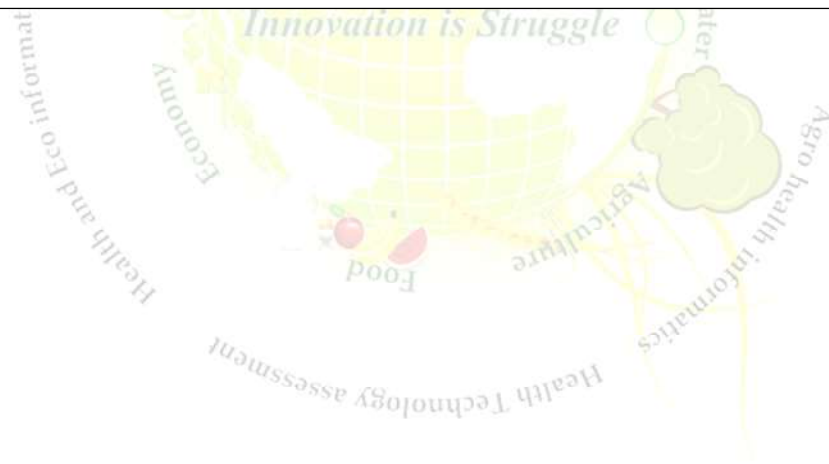 Innovation is Struggle
ater
Economy
Agriculture
Food
Health and Eco informat
Health Technology assessment
Agro health informatics